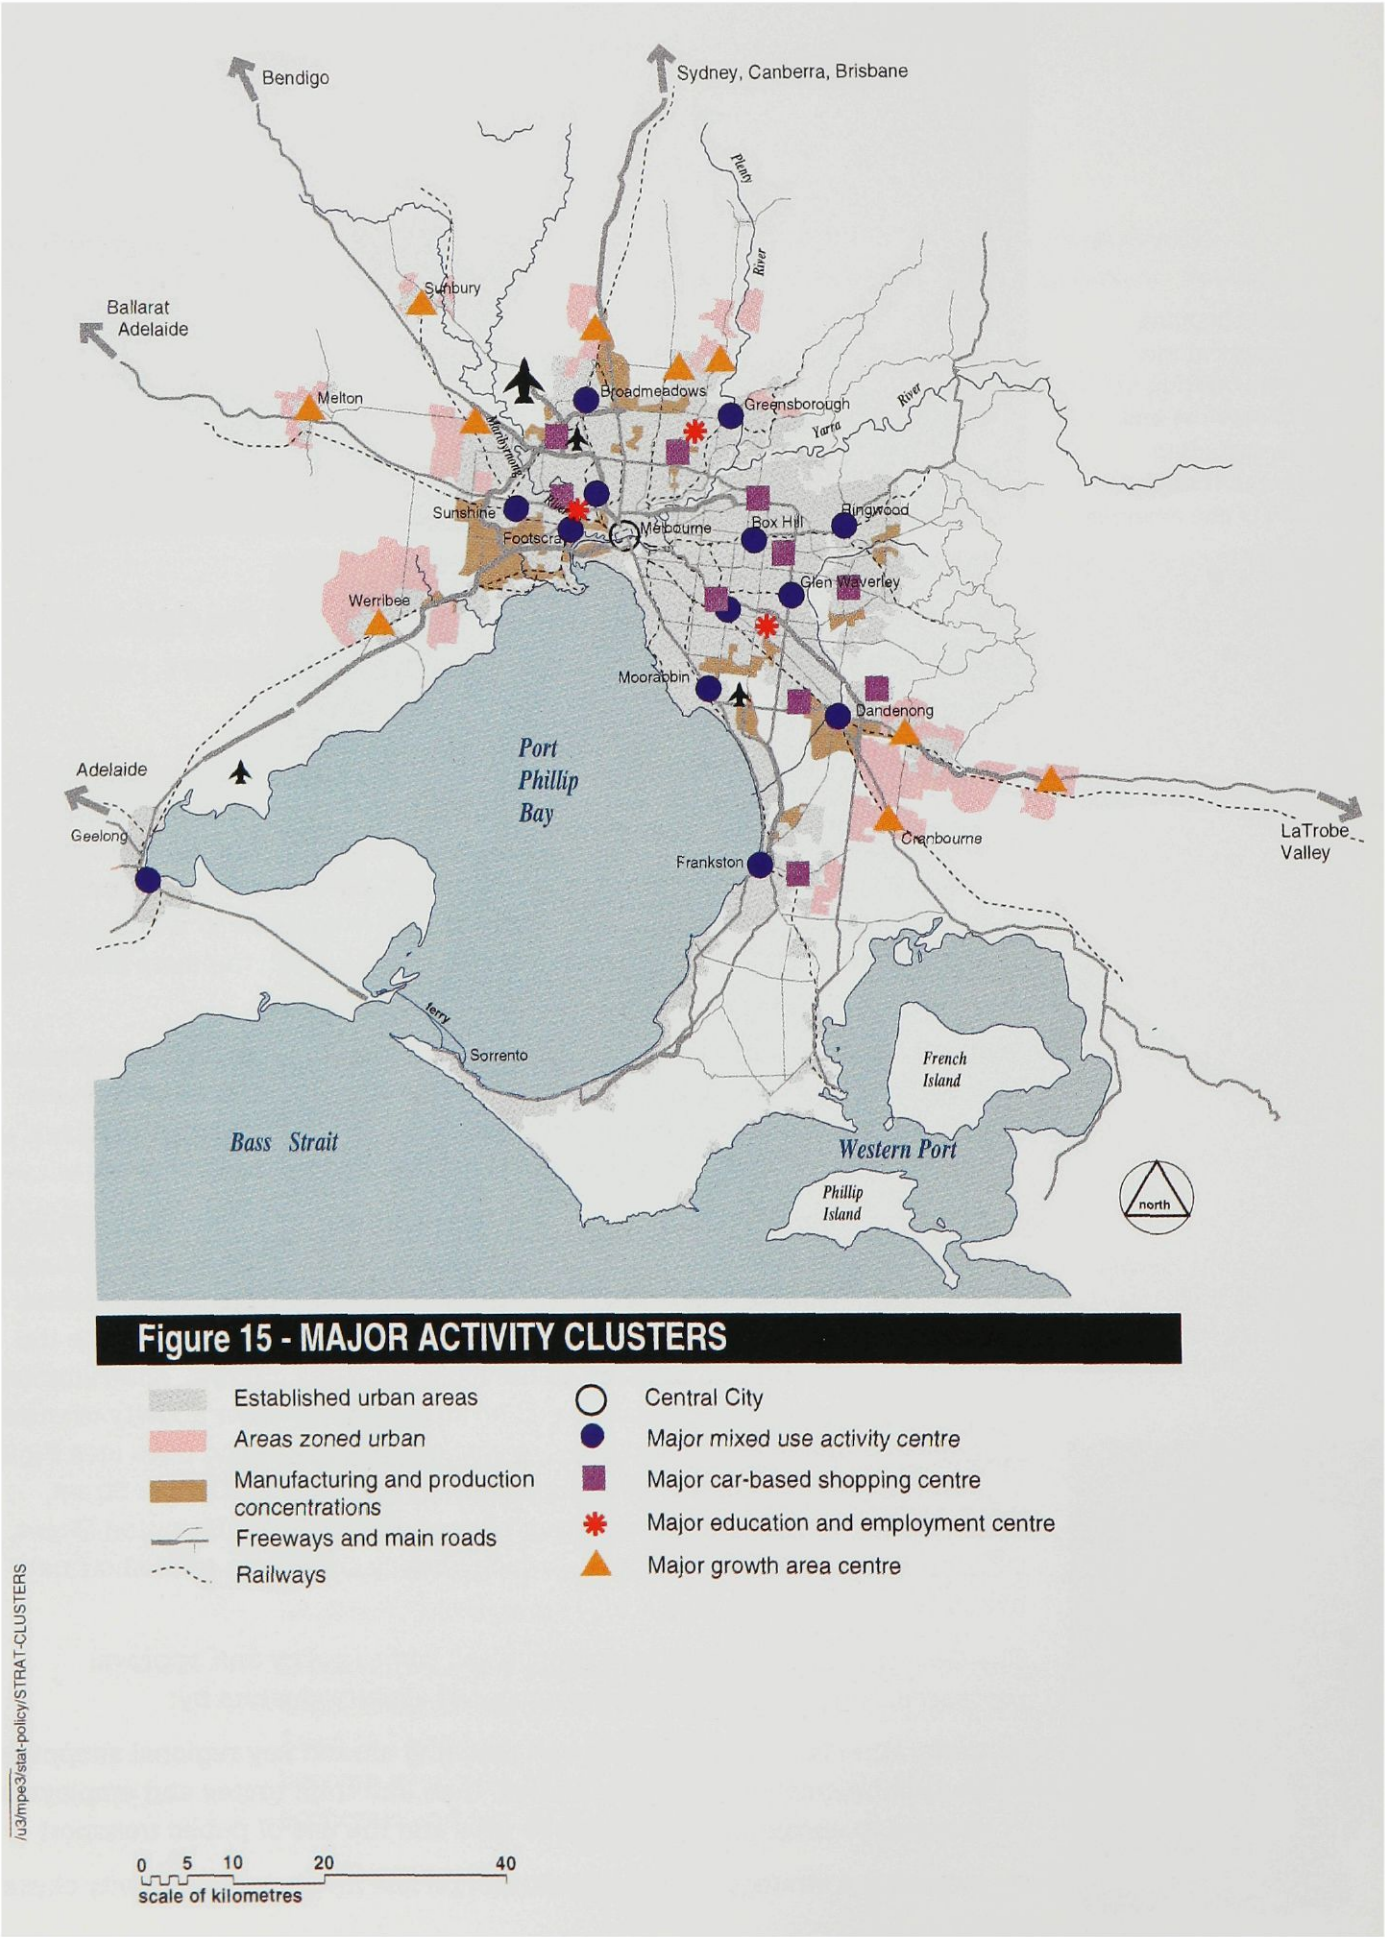 Bendigo
Sydney, Canberra, Brisbane
Plenty
River
Sunbury
Ballarat
Adelaide
Melton
Broadmeadows
Greensborough
Yarra
River
Maribyrnong
River
Sunshine
Footscray
Melbourne
Box Hill
Ringwood
Glen Waverley
Werribee
Moorabbin
Dandenong
Port
Phillip
Bay
Adelaide
Geelong
Frankston
Cranbourne
LaTrobe
Valley
ferry
Sorrento
French
Island
Bass Strait
Western Port
Phillip
Island
north
Figure 15 - MAJOR ACTIVITY CLUSTERS
Established urban areas
Areas zoned urban
Manufacturing and production
concentrations
Freeways and main roads
Railways
Central City
Major mixed use activity centre
Major car-based shopping centre
Major education and employment centre
Major growth area centre
/u3/mpe3/stat-policy/STRAT-CLUSTERS
0 5 10 20 40
scale of kilometres